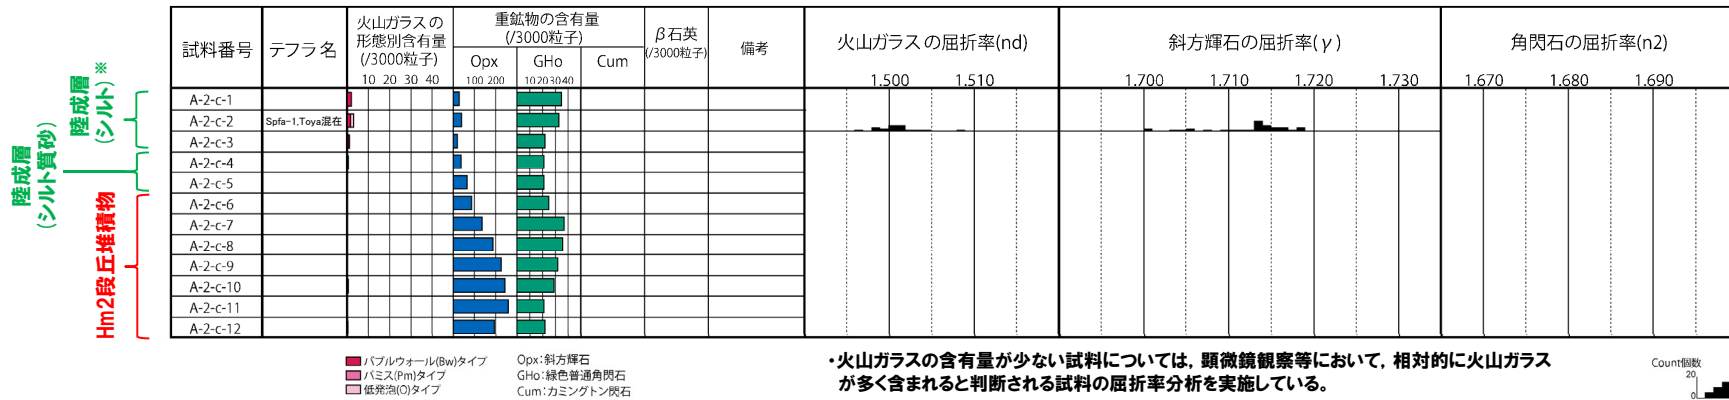 試料番号
テフラ名
火山ガラスの
形態別含有量
(/3000粒子)
10 20 30 40
重鉱物の含有量
(/3000粒子)
Opx
GHo
Cum
100 200
10 20 30 40
β石英
(/3000粒子)
備考
火山ガラスの屈折率(nd)
1.500
1.510
斜方輝石の屈折率(γ)
1.700
1.710
1.720
1.730
角閃石の屈折率(n2)
1.670
1.680
1.690
陸成層
(シルト)※
陸成層
(シルト質砂)
Hm2段丘堆積物
A-2-c-1
A-2-c-2
Spfa-1,Toya混在
A-2-c-3
A-2-c-4
A-2-c-5
A-2-c-6
A-2-c-7
A-2-c-8
A-2-c-9
A-2-c-10
A-2-c-11
A-2-c-12
バブルウォール(Bw)タイプ
パミス(Pm)タイプ
低発泡(O)タイプ
Opx:斜方輝石
GHo:緑色普通角閃石
Cum:カミングトン閃石
・火山ガラスの含有量が少ない試料については,顕微鏡観察等において,相対的に火山ガラス
が多く含まれると判断される試料の屈折率分析を実施している。
Count個数
20
0